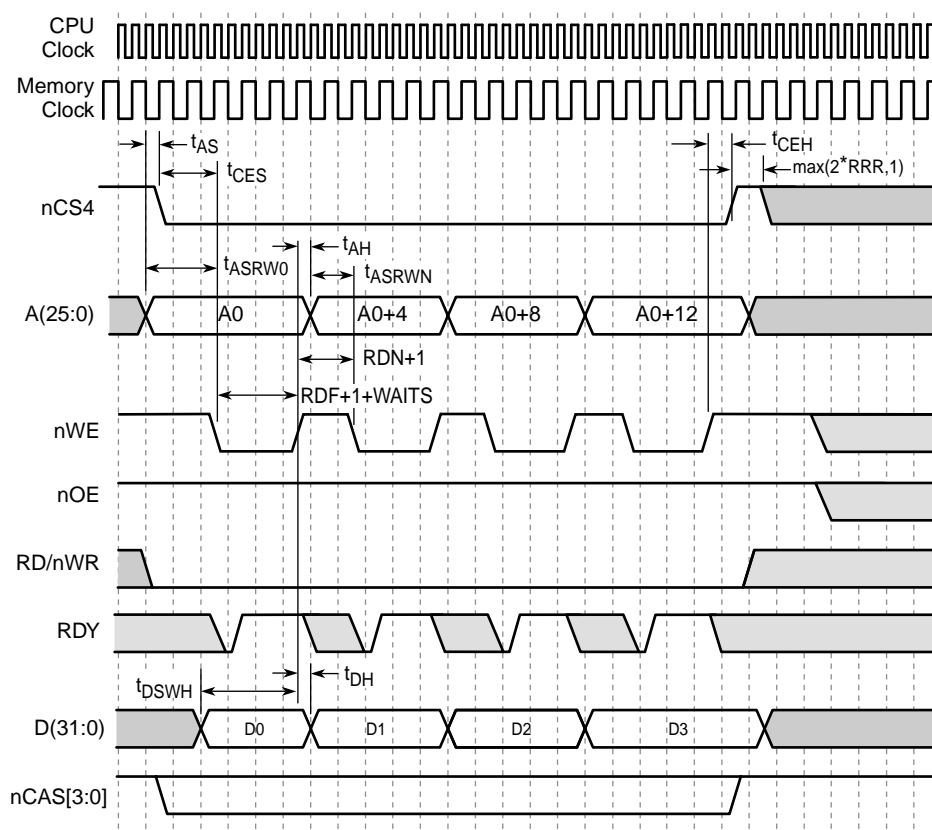 CPU
Clock
Memory
Clock
tAS
tCEH
tCES
max(2*RRR,1)
nCS4
tAH
tASRW0
tASRWN
A(25:0)
A0
A0+4
A0+8
A0+12
RDN+1
RDF+1+WAITS
nWE
nOE
RD/nWR
RDY
tDSWH
tDH
D(31:0)
D0
D1
D2
D3
nCAS[3:0]